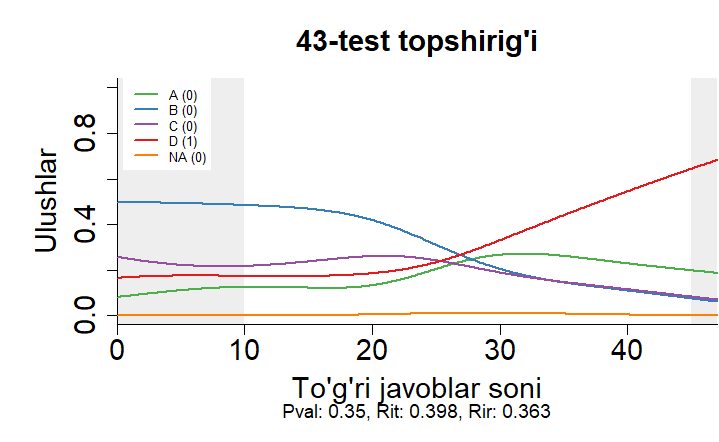 43-test topshirig'i
A (0)
B (0)
C (0)
D (1)
NA (0)
Ulushlar
0.8
0.4
0.0
0 10 20 30 40
To'g'ri javoblar soni
Pval: 0.35, Rit: 0.398, Rir: 0.363